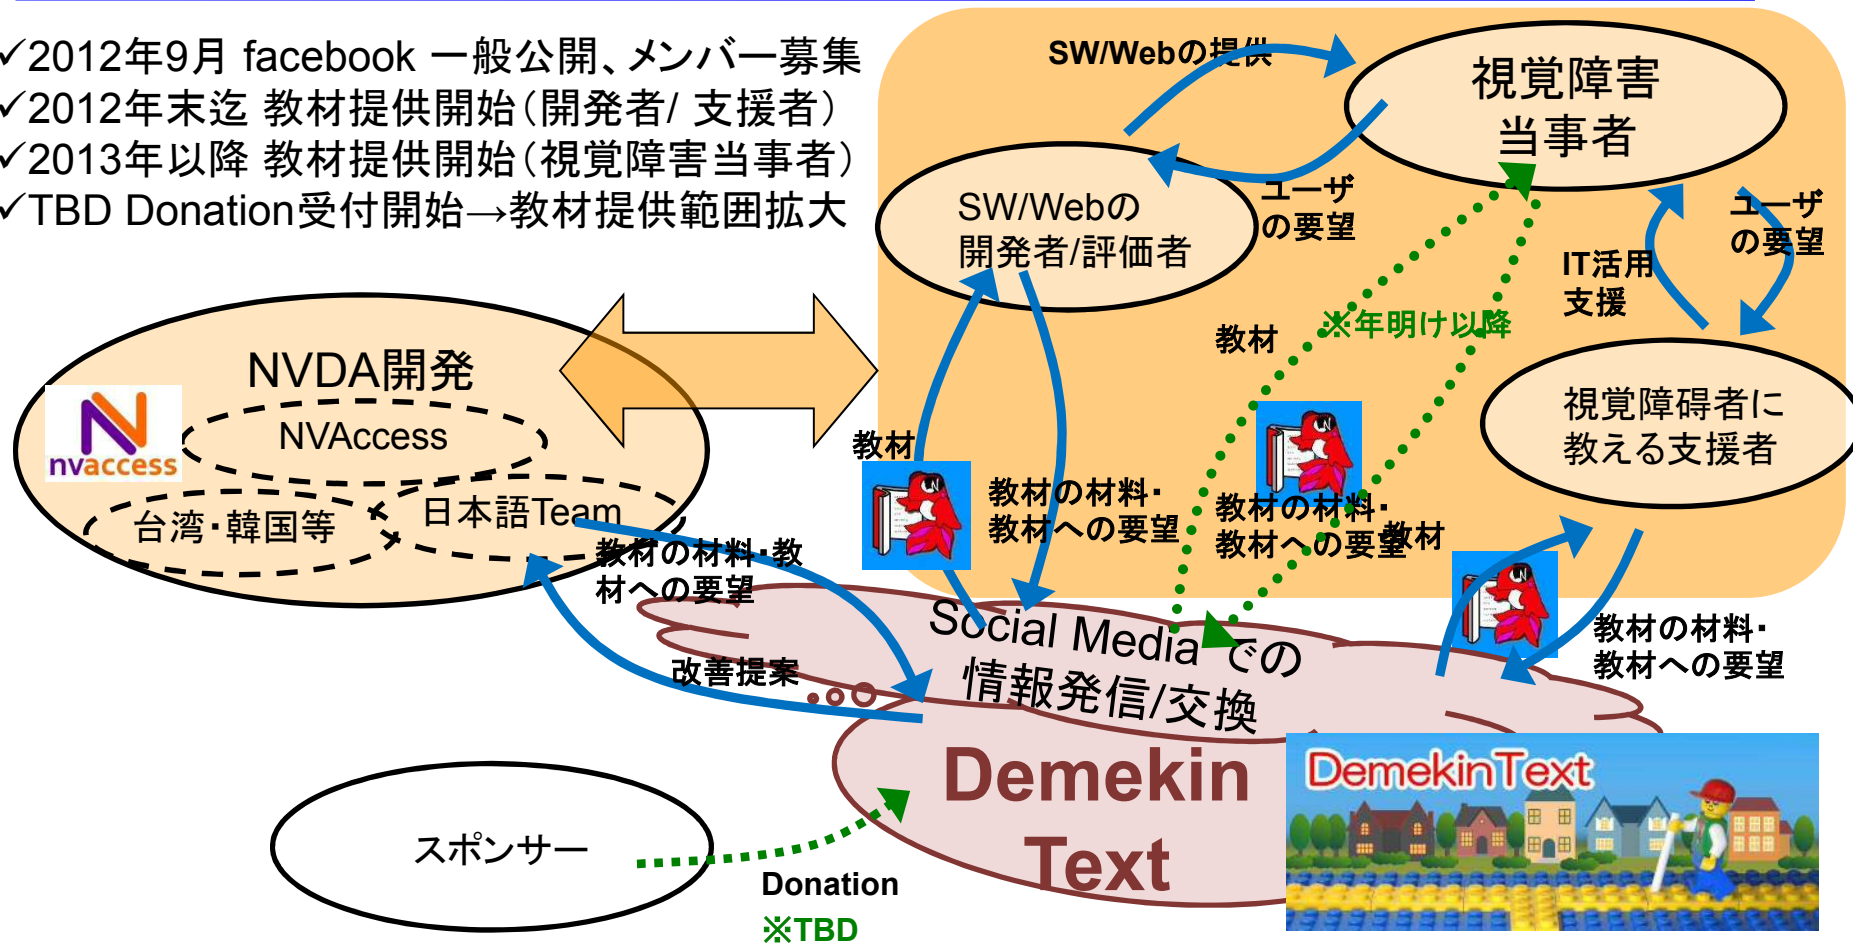 ✓2012年9月 facebook 一般公開、メンバー募集
✓2012年末迄 教材提供開始（開発者/ 支援者）
✓2013年以降 教材提供開始（視覚障害当事者）
✓TBD Donation受付開始→教材提供範囲拡大
SW/Webの提供
視覚障害
当事者
SW/Webの
開発者/評価者
ユーザ
の要望
ユーザ
の要望
IT活用
支援
教材
※年明け以降
視覚障碍者に
教える支援者
NVDA開発
nvaccess
NVAccess
台湾・韓国等
日本語Team
教材
教材の材料・
教材への要望
教材の材料・
教材への要望
教材
教材の材料・教
材への要望
教材の材料・
教材への要望
改善提案
Social Media での
情報発信/交換
Demekin
Text
DemekinText
スポンサー
Donation
※TBD